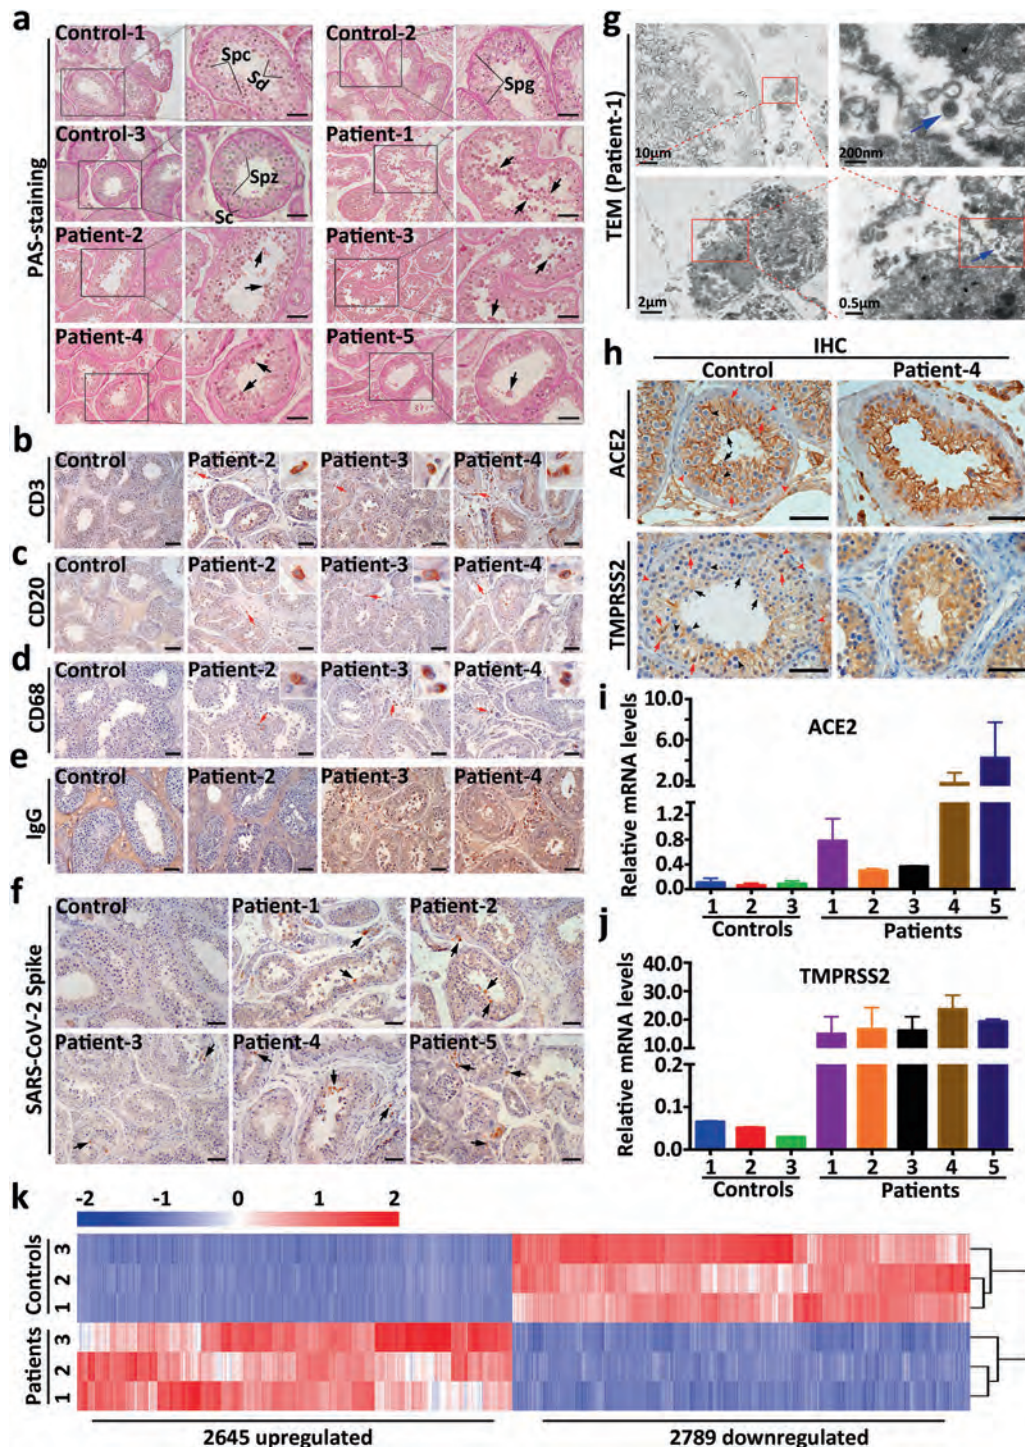 a
PAS-staining
Control-1
Spc
Sd
Control-2
Spg
Control-3
Spz
Sc
Patient-1
Patient-2
Patient-3
Patient-4
Patient-5
b
CD3
Control
Patient-2
Patient-3
Patient-4
c
CD20
Control
Patient-2
Patient-3
Patient-4
d
CD68
Control
Patient-2
Patient-3
Patient-4
e
IgG
Control
Patient-2
Patient-3
Patient-4
f
SARS-CoV-2 Spike
Control
Patient-1
Patient-2
Patient-3
Patient-4
Patient-5
g
TEM (Patient-1)
10μm
200nm
2μm
0.5μm
h
IHC
Control
Patient-4
ACE2
TMPRSS2
i
ACE2
Relative mRNA levels
10.0
6.0
2.0
1.2
0.8
0.4
0.0
1 2 3 1 2 3 4 5
Controls Patients
j
TMPRSS2
Relative mRNA levels
40.0
30.0
20.0
10.0
0.2
0.1
0.0
1 2 3 1 2 3 4 5
Controls Patients
k
-2 -1 0 1 2
Controls
3
2
1
Patients
3
2
1
2645 upregulated
2789 downregulated